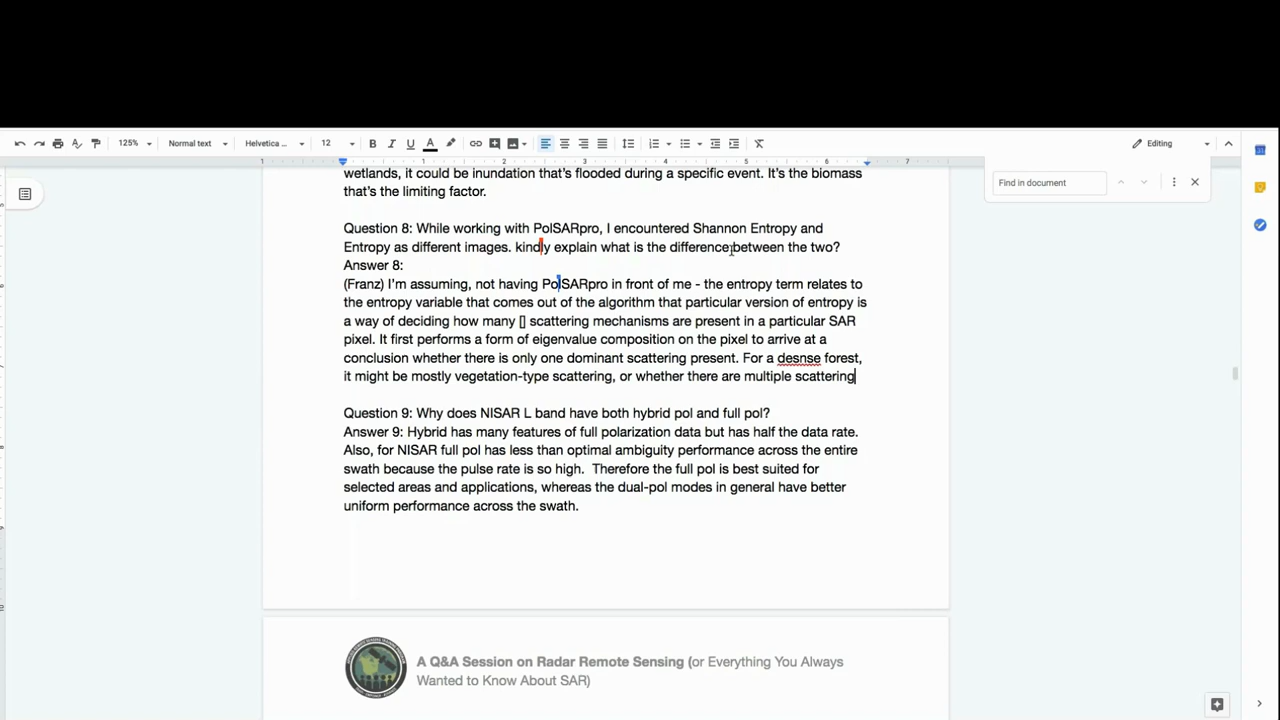 125%
Normal text
Helvetica ...
12
Editing
1
1
2
3
4
5
6
7
Find in document
wetlands, it could be inundation that's flooded during a specific event. It's the biomass
that's the limiting factor.
Question 8: While working with PolSARpro, I encountered Shannon Entropy and
Entropy as different images. kindly explain what is the difference between the two?
Answer 8:
(Franz) I'm assuming, not having PolSARpro in front of me - the entropy term relates to
the entropy variable that comes out of the algorithm that particular version of entropy is
a way of deciding how many [] scattering mechanisms are present in a particular SAR
pixel. It first performs a form of eigenvalue composition on the pixel to arrive at a
conclusion whether there is only one dominant scattering present. For a desnse forest,
it might be mostly vegetation-type scattering, or whether there are multiple scattering
Question 9: Why does NISAR L band have both hybrid pol and full pol?
Answer 9: Hybrid has many features of full polarization data but has half the data rate.
Also, for NISAR full pol has less than optimal ambiguity performance across the entire
swath because the pulse rate is so high. Therefore the full pol is best suited for
selected areas and applications, whereas the dual-pol modes in general have better
uniform performance across the swath.
A Q&A Session on Radar Remote Sensing (or Everything You Always
Wanted to Know About SAR)